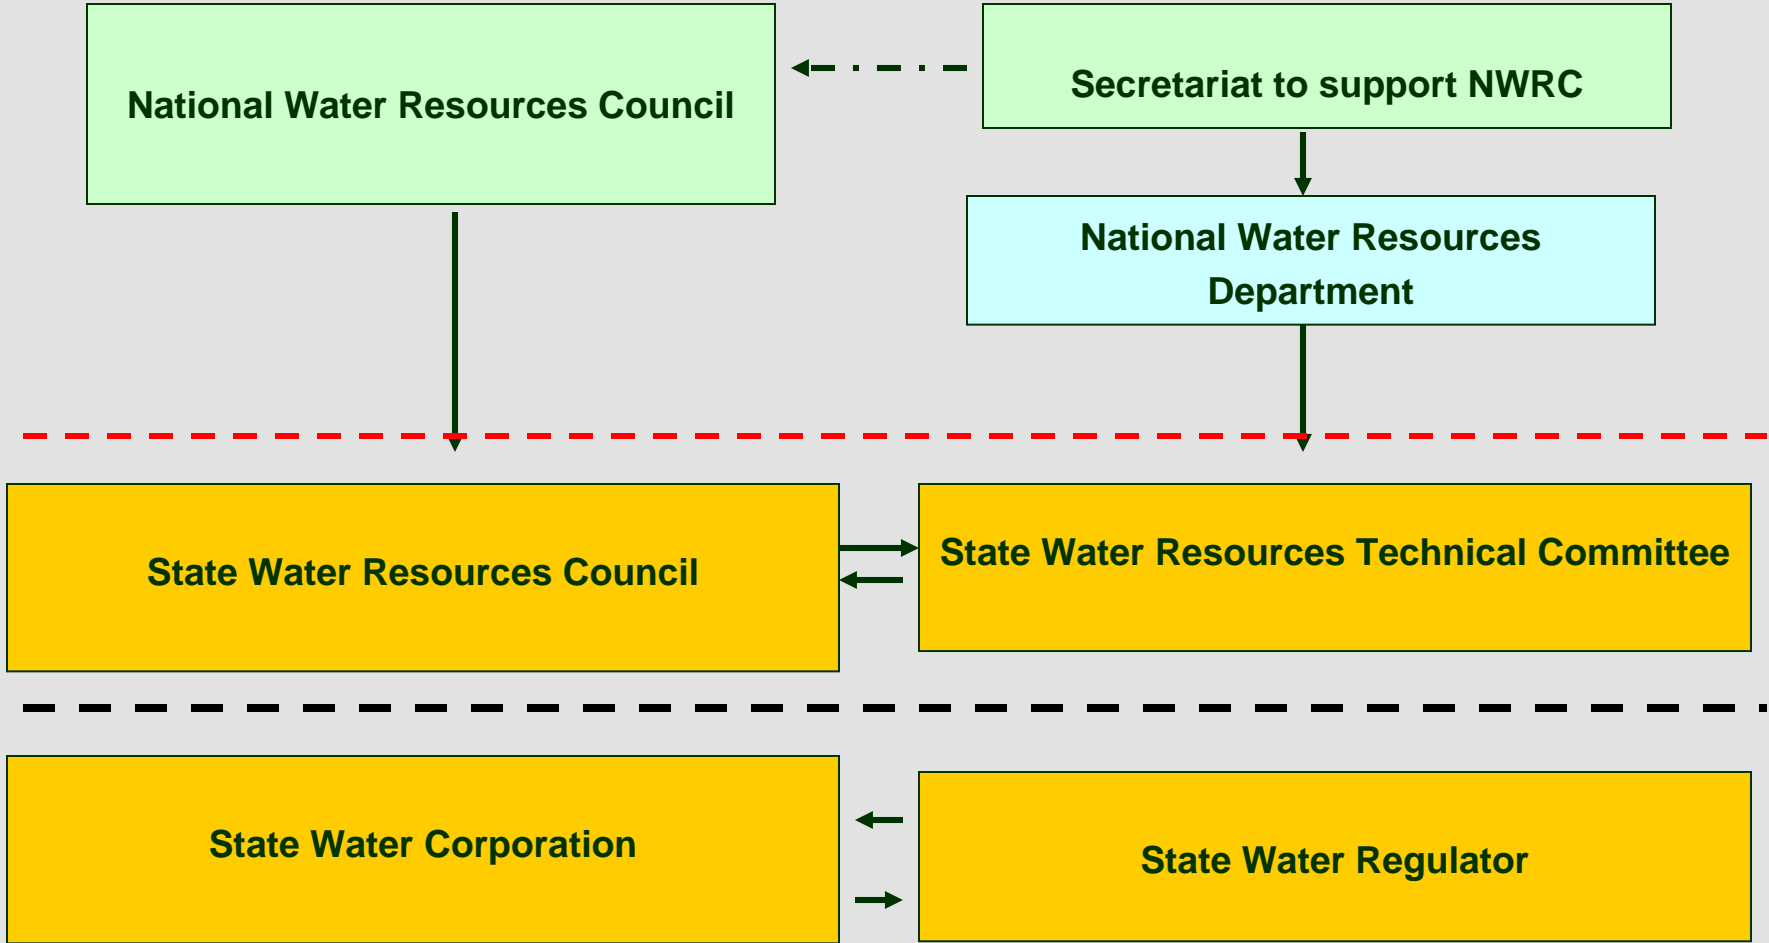 National Water Resources Council
Secretariat to support NWRC
National Water Resources
Department
State Water Resources Council
State Water Resources Technical Committee
State Water Corporation
State Water Regulator